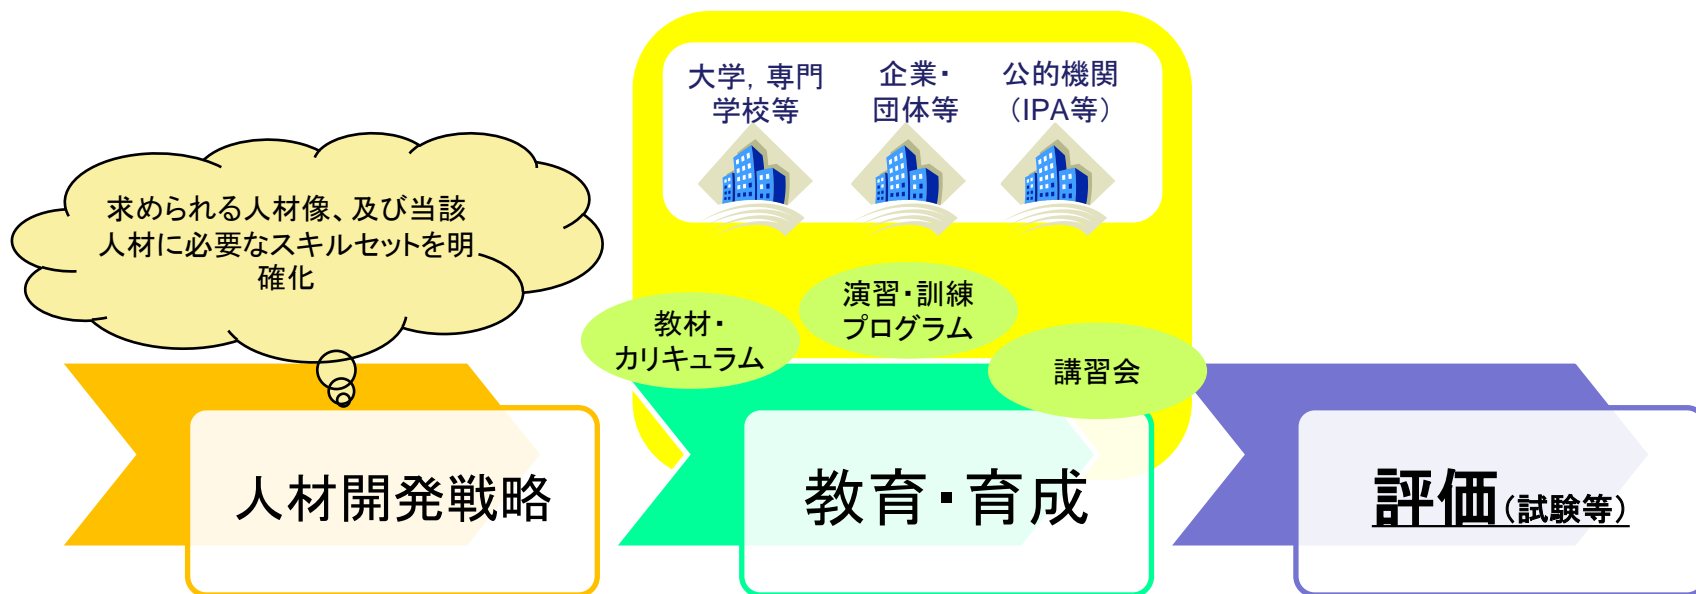 大学，専門
学校等
企業・
団体等
公的機関
（IPA等）
求められる人材像、及び当該
人材に必要なスキルセットを明
確化
教材・
カリキュラム
演習・訓練
プログラム
講習会
人材開発戦略
教育・育成
評価（試験等）